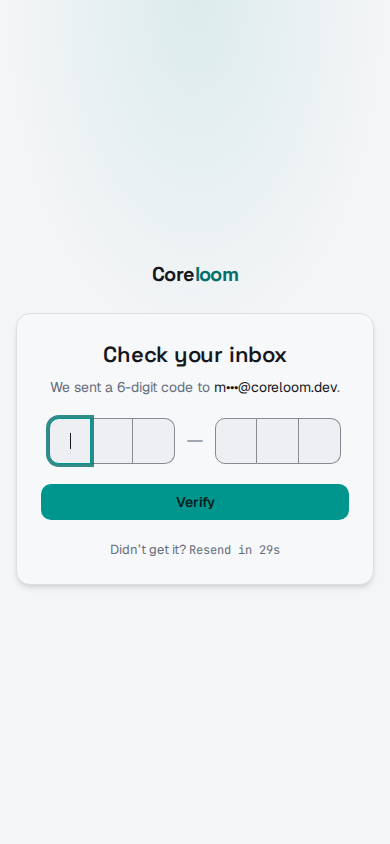 Coreloom
Check your inbox
We sent a 6-digit code to m•••@coreloom.dev.
Verify
Didn't get it? Resend in 29s